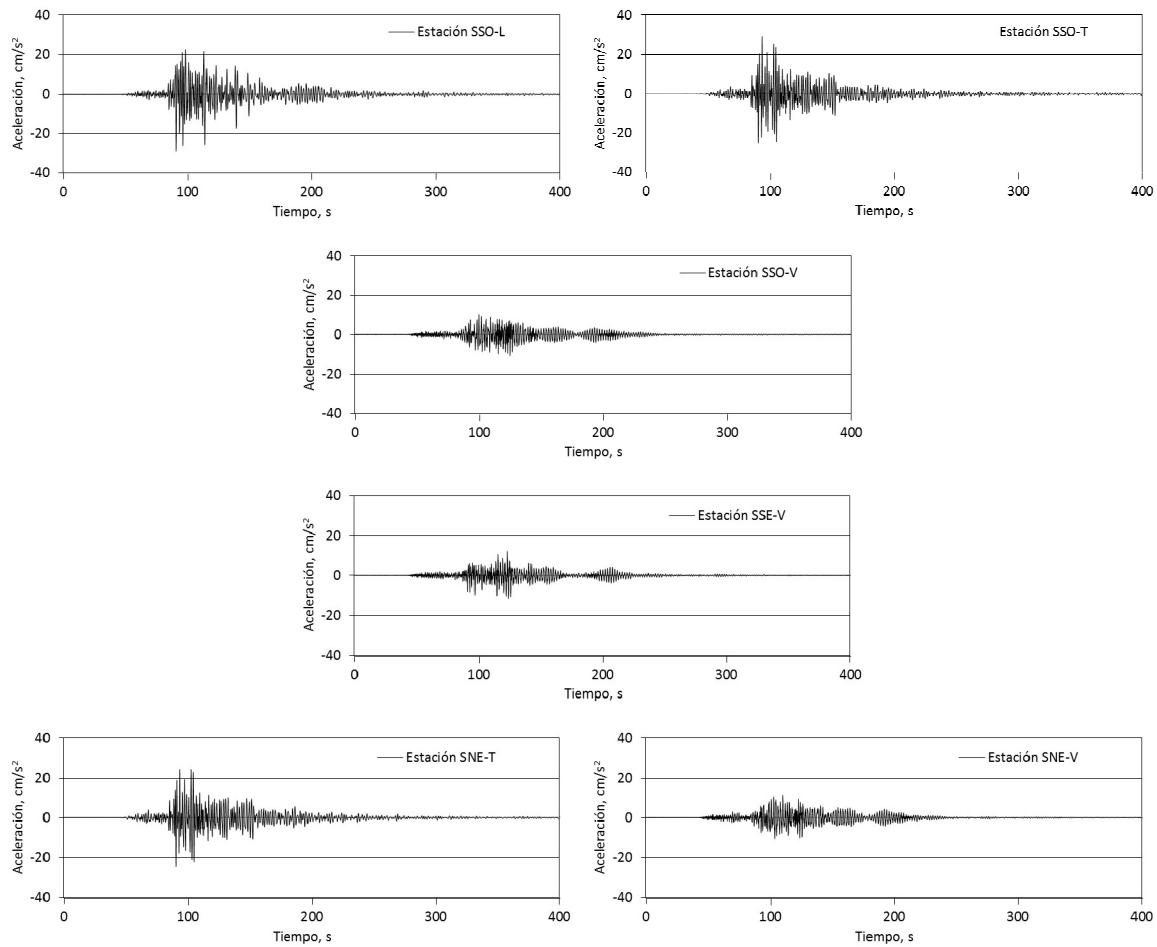 Estación SSO-L
Aceleración, cm/s²
40
20
0
-20
-40
0 100 200 300 400
Tiempo, s
Estación SSO-T
Aceleración, cm/s²
40
20
0
-20
-40
0 100 200 300 400
Tiempo, s
Estación SSO-V
Aceleración, cm/s²
40
20
0
-20
-40
0 100 200 300 400
Tiempo, s
Estación SSE-V
Aceleración, cm/s²
40
20
0
-20
-40
0 100 200 300 400
Tiempo, s
Estación SNE-T
Aceleración, cm/s²
40
20
0
-20
-40
0 100 200 300 400
Tiempo, s
Estación SNE-V
Aceleración, cm/s²
40
20
0
-20
-40
0 100 200 300 400
Tiempo, s